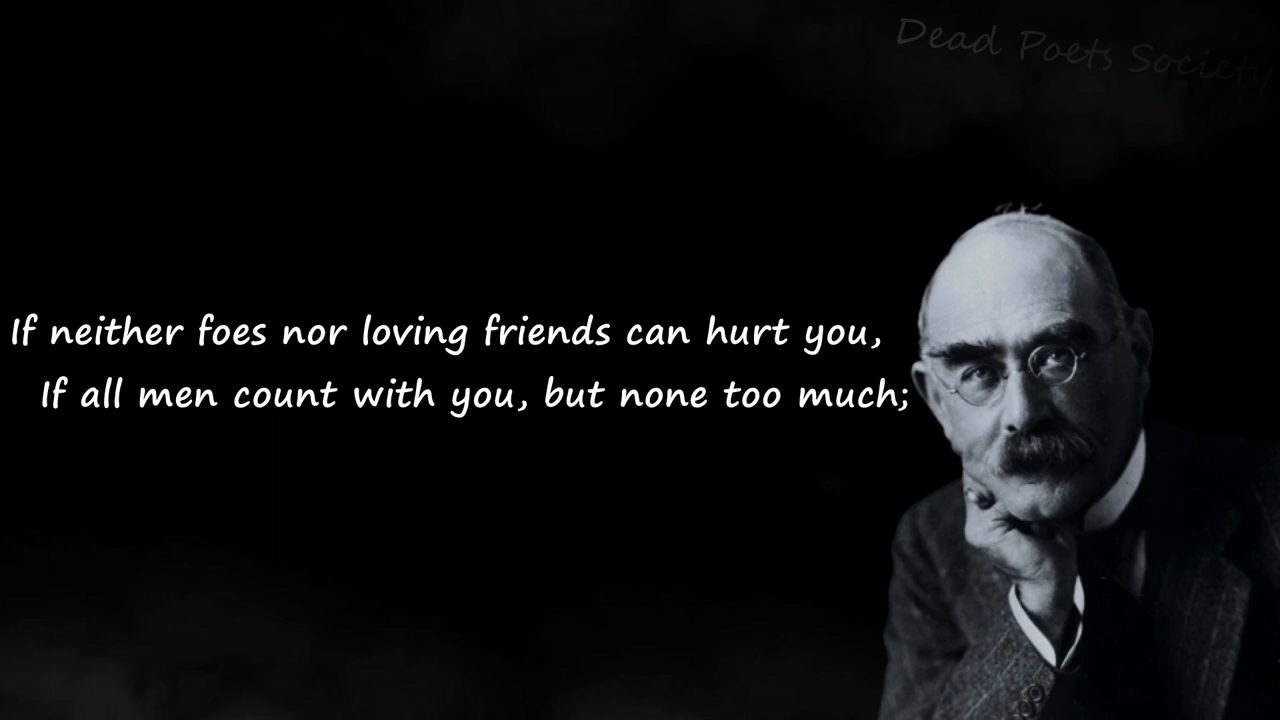 Dead Poets Society
If neither foes nor loving friends can hurt you,
If all men count with you, but none too much;